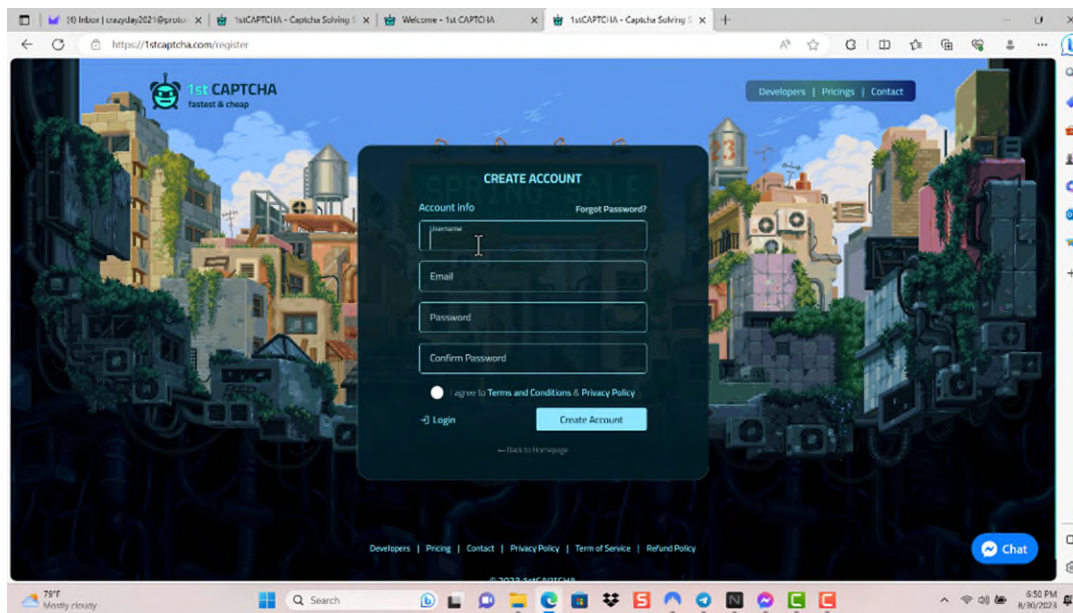 (4) Inbox | crazyday2021@proto
1stCAPTCHA - Captcha Solving S
Welcome - 1st CAPTCHA
1stCAPTCHA - Captcha Solving S
https://1stcaptcha.com/register
1st CAPTCHA
fastest & cheap
Developers | Pricings | Contact
23
CREATE ACCOUNT
Account info
Forgot Password?
Username
Email
Password
Confirm Password
I agree to Terms and Conditions & Privacy Policy
Login
Create Account
← Back to Homepage
Developers | Pricing | Contact | Privacy Policy | Term of Service | Refund Policy
© 2023 1stCAPTCHA
Chat
79°F
Mostly cloudy
Search
6:50 PM
8/30/2023